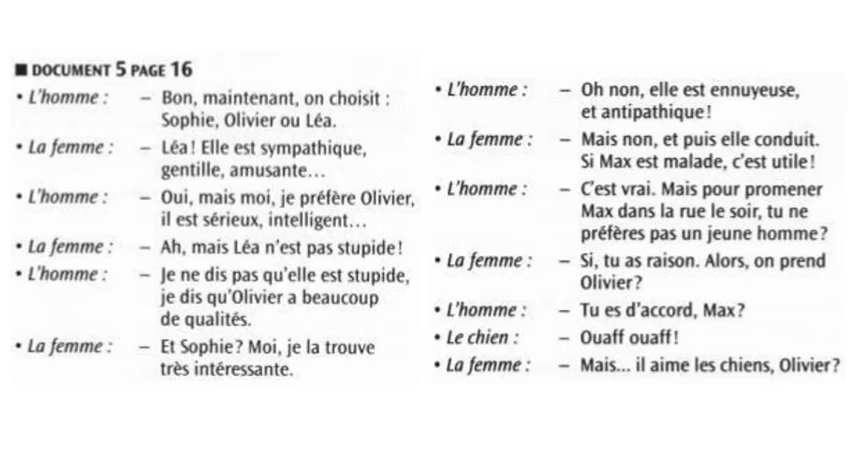 ■ DOCUMENT 5 PAGE 16
• L'homme : – Bon, maintenant, on choisit :
Sophie, Olivier ou Léa.
• La femme : – Léa! Elle est sympathique,
gentille, amusante...
• L'homme : – Oui, mais moi, je préfère Olivier,
il est sérieux, intelligent...
• La femme : – Ah, mais Léa n'est pas stupide!
• L'homme : – Je ne dis pas qu'elle est stupide,
je dis qu'Olivier a beaucoup
de qualités.
• La femme : – Et Sophie? Moi, je la trouve
très intéressante.
• L'homme : – Oh non, elle est ennuyeuse,
et antipathique!
• La femme : – Mais non, et puis elle conduit.
Si Max est malade, c'est utile!
• L'homme : – C'est vrai. Mais pour promener
Max dans la rue le soir, tu ne
préfères pas un jeune homme?
• La femme : – Si, tu as raison. Alors, on prend
Olivier?
• L'homme : – Tu es d'accord, Max?
• Le chien : – Ouaff ouaff!
• La femme : – Mais... il aime les chiens, Olivier?